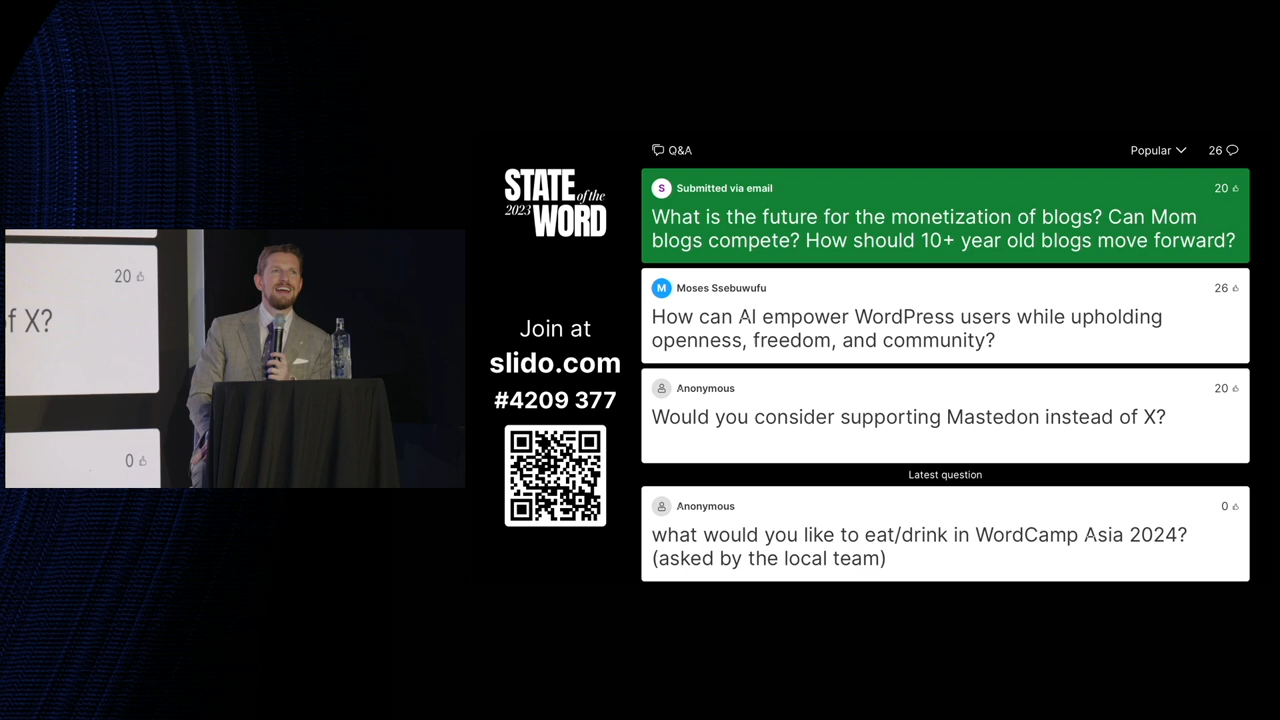 20
f X?
0
STATE of the
2023 WORD
Join at
slido.com
#4209 377
Q&A
Popular
26
S
Submitted via email
20
What is the future for the monetization of blogs? Can Mom
blogs compete? How should 10+ year old blogs move forward?
M
Moses Ssebuwufu
26
How can AI empower WordPress users while upholding
openness, freedom, and community?
Anonymous
20
Would you consider supporting Mastedon instead of X?
Latest question
Anonymous
0
what would you like to eat/drink in WordCamp Asia 2024?
(asked by the local team)